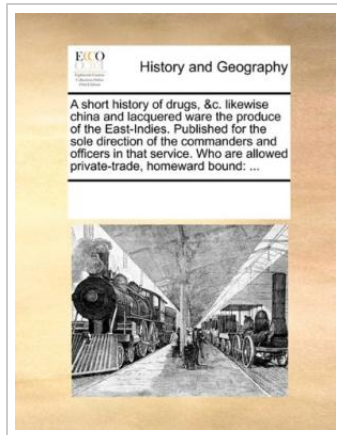 ECCO
History and Geography
A short history of drugs, &c. likewise
china and lacquered ware the produce
of the East-Indies. Published for the
sole direction of the commanders and
officers in that service. Who are allowed
private-trade, homeward bound: ...